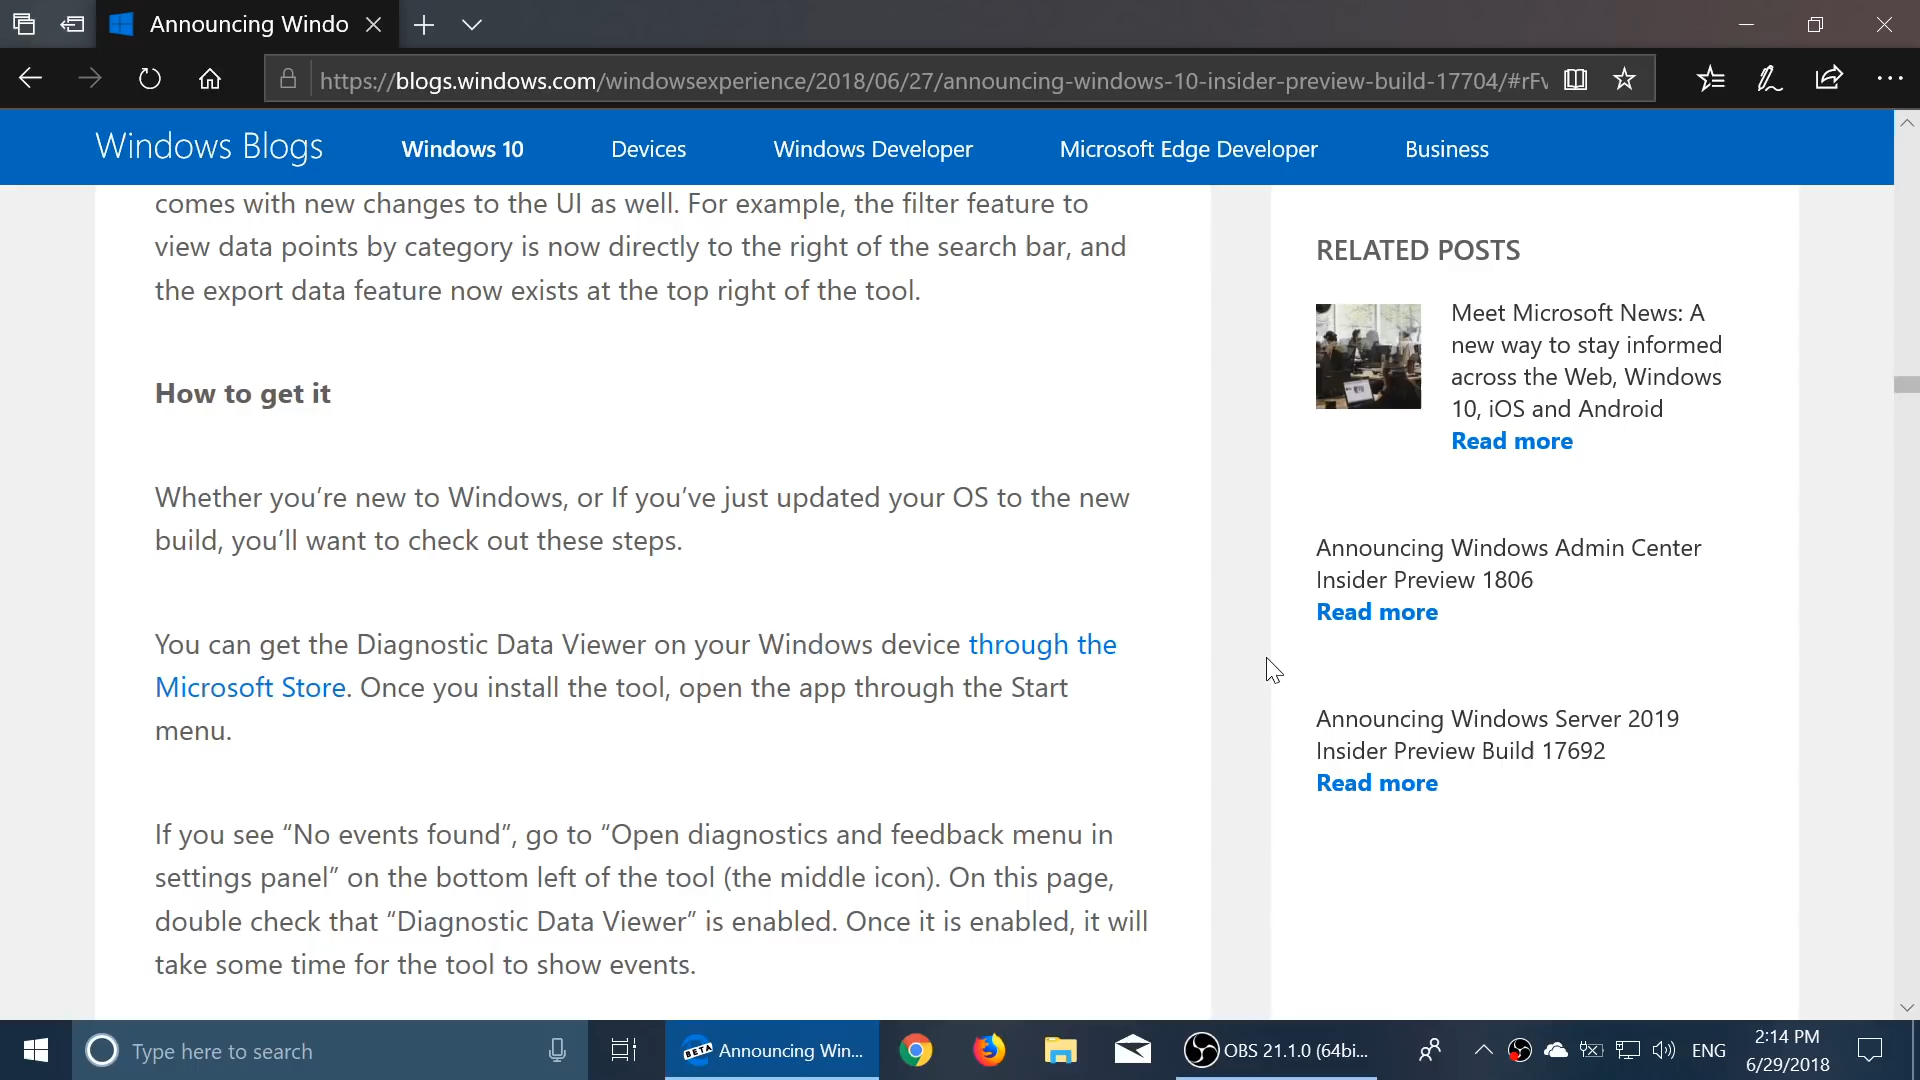 Announcing Windo
https://blogs.windows.com/windowsexperience/2018/06/27/announcing-windows-10-insider-preview-build-17704/#rFv
Windows Blogs
Windows 10
Devices
Windows Developer
Microsoft Edge Developer
Business
comes with new changes to the UI as well. For example, the filter feature to
view data points by category is now directly to the right of the search bar, and
the export data feature now exists at the top right of the tool.
How to get it
Whether you’re new to Windows, or If you’ve just updated your OS to the new
build, you’ll want to check out these steps.
You can get the Diagnostic Data Viewer on your Windows device through the
Microsoft Store. Once you install the tool, open the app through the Start
menu.
If you see “No events found”, go to “Open diagnostics and feedback menu in
settings panel” on the bottom left of the tool (the middle icon). On this page,
double check that “Diagnostic Data Viewer” is enabled. Once it is enabled, it will
take some time for the tool to show events.
RELATED POSTS
Meet Microsoft News: A
new way to stay informed
across the Web, Windows
10, iOS and Android
Read more
Announcing Windows Admin Center
Insider Preview 1806
Read more
Announcing Windows Server 2019
Insider Preview Build 17692
Read more
Type here to search
BETA
Announcing Win...
OBS 21.1.0 (64bi...
ENG
2:14 PM
6/29/2018